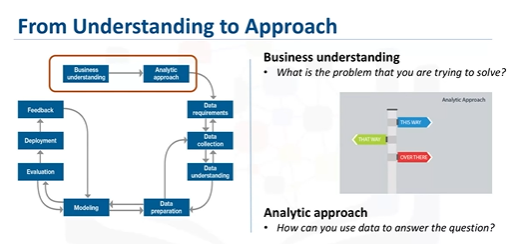 From Understanding to Approach
Business
understanding
Analytic
approach
Feedback
Data
requirements
Deployment
Data
collection
Evaluation
Data
understanding
Modeling
Data
preparation
Business understanding
• What is the problem that you are trying to solve?
Analytic Approach
THIS WAY
THAT WAY
OVER THERE
Analytic approach
• How can you use data to answer the question?